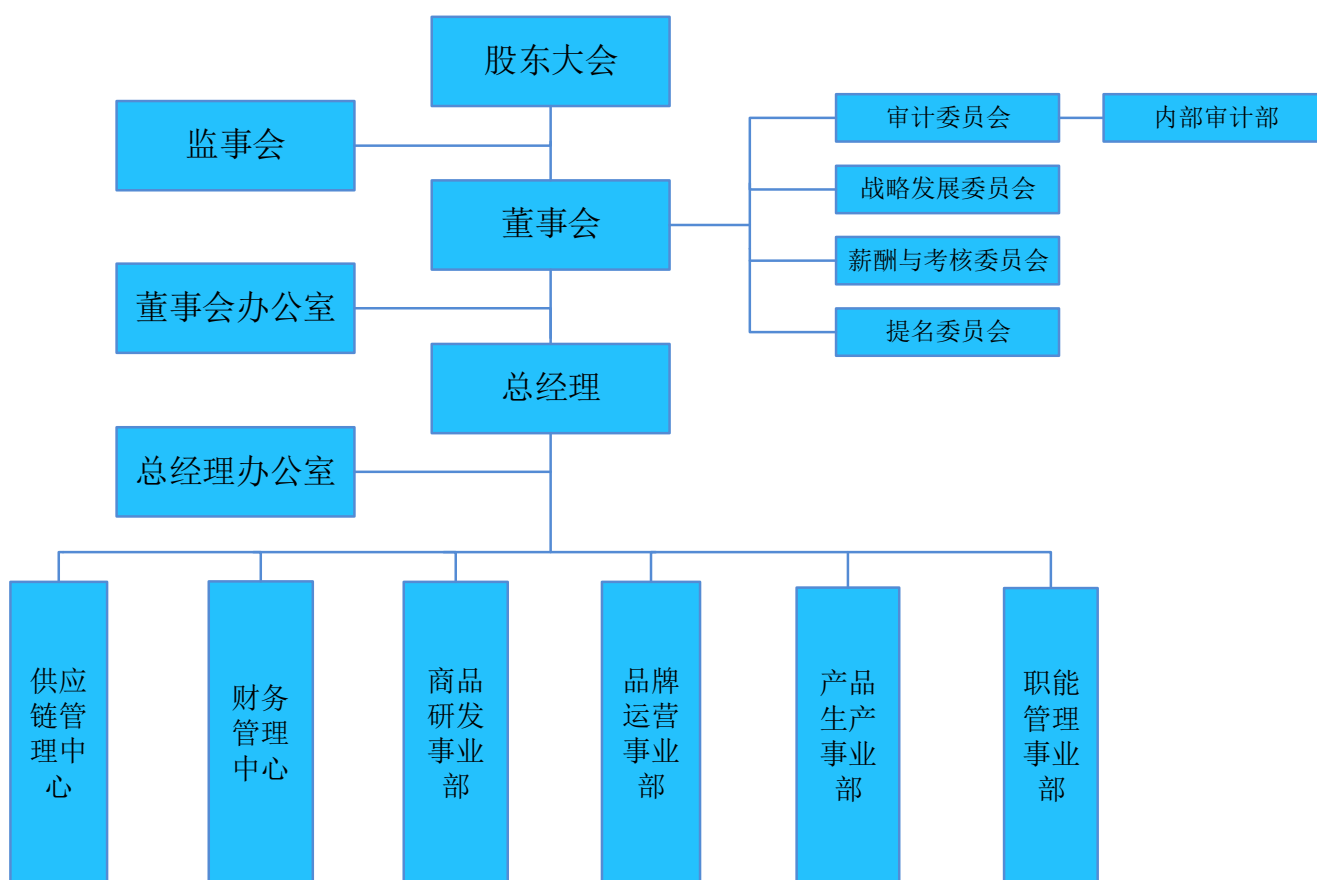 股东大会
监事会
审计委员会
内部审计部
战略发展委员会
董事会
薪酬与考核委员会
董事会办公室
提名委员会
总经理
总经理办公室
供应
链管
理中
心
财务
管理
中心
商品
研发
事业
部
品牌
运营
事业
部
产品
生产
事业
部
职能
管理
事业
部